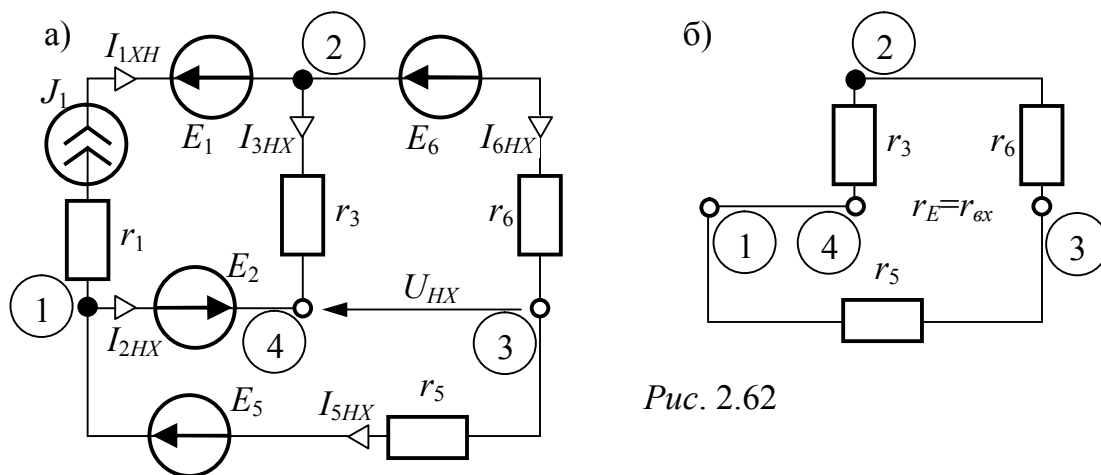 а)
I1XH
2
J1
E1
I3HX
E6
I6HX
r3
r6
r1
E2
1
I2HX
4
UHX
3
E5
I5HX
r5
б)
2
r3
r6
1
4
rE=rвх
3
r5
Рис. 2.62